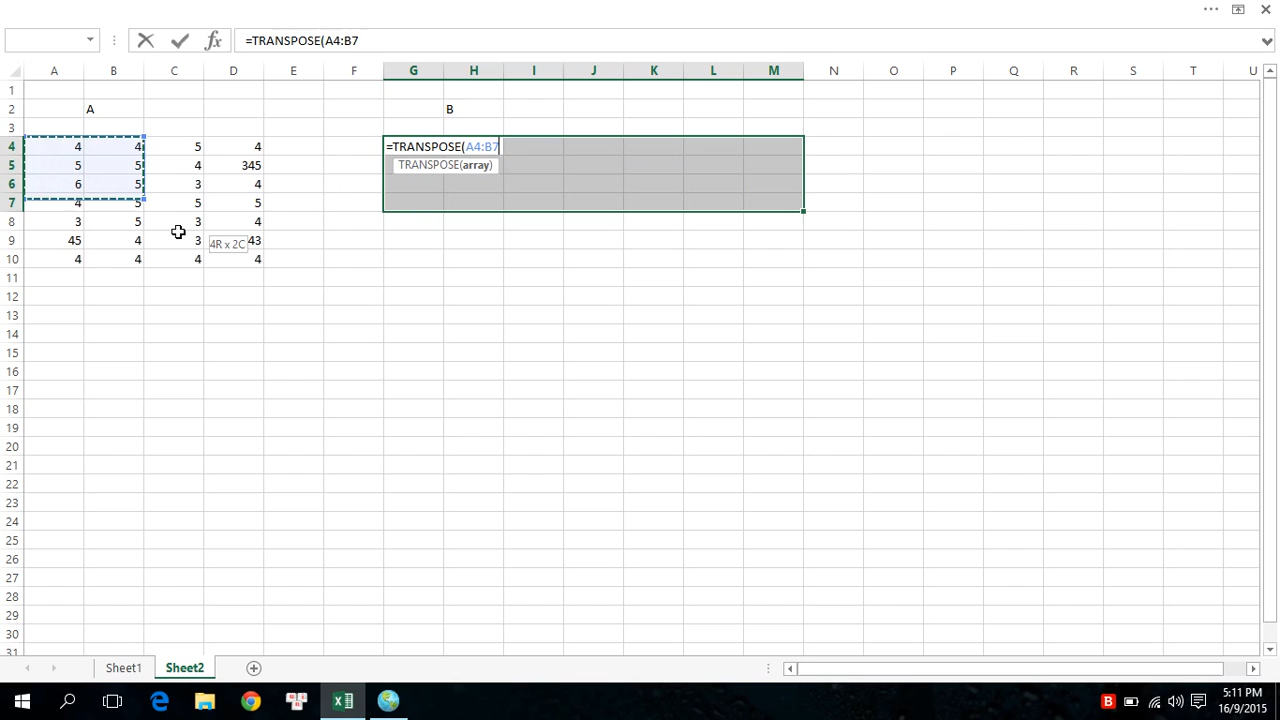 =TRANSPOSE(A4:B7
A B C D E F G H I J K L M N O P Q R S T U
1
2 A B
3
4 4 4 5 4 =TRANSPOSE(A4:B7
5 5 5 4 345 TRANSPOSE(array)
6 6 5 3 4
7 4 5 5 5
8 3 5 3 4
9 45 4 3 4R x 2C 43
10 4 4 4 4
11
12
13
14
15
16
17
18
19
20
21
22
23
24
25
26
27
28
29
30
31
Sheet1 Sheet2
B 5:11 PM
16/9/2015